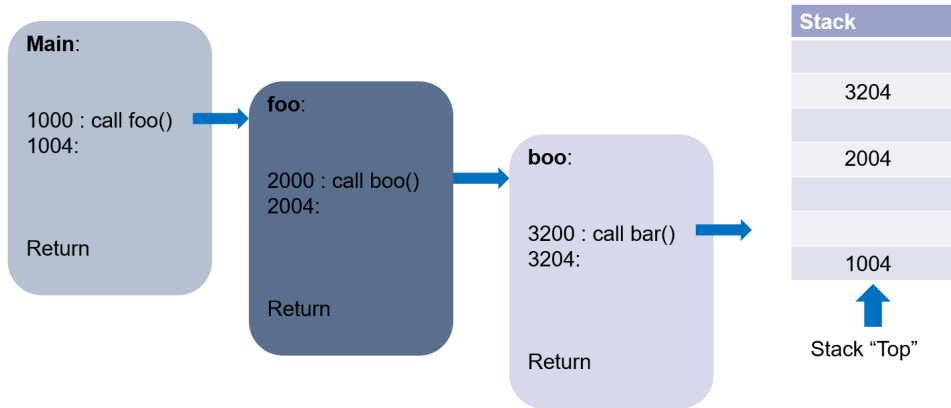 Main:
1000 : call foo()
1004:
Return
foo:
2000 : call boo()
2004:
Return
boo:
3200 : call bar()
3204:
Return
Stack
3204
2004
1004
Stack “Top”